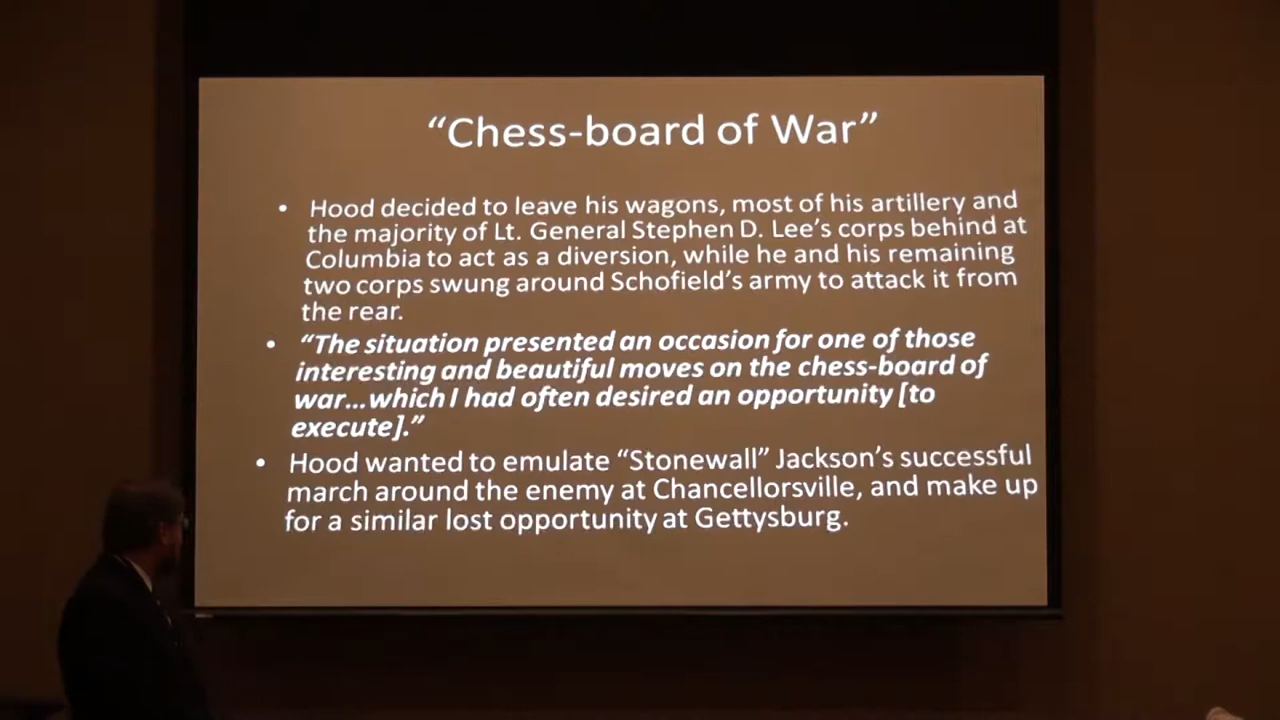 “Chess-board of War”
• Hood decided to leave his wagons, most of his artillery and
the majority of Lt. General Stephen D. Lee’s corps behind at
Columbia to act as a diversion, while he and his remaining
two corps swung around Schofield’s army to attack it from
the rear.
• “The situation presented an occasion for one of those
interesting and beautiful moves on the chess-board of
war...which I had often desired an opportunity [to
execute].”
• Hood wanted to emulate “Stonewall” Jackson’s successful
march around the enemy at Chancellorsville, and make up
for a similar lost opportunity at Gettysburg.